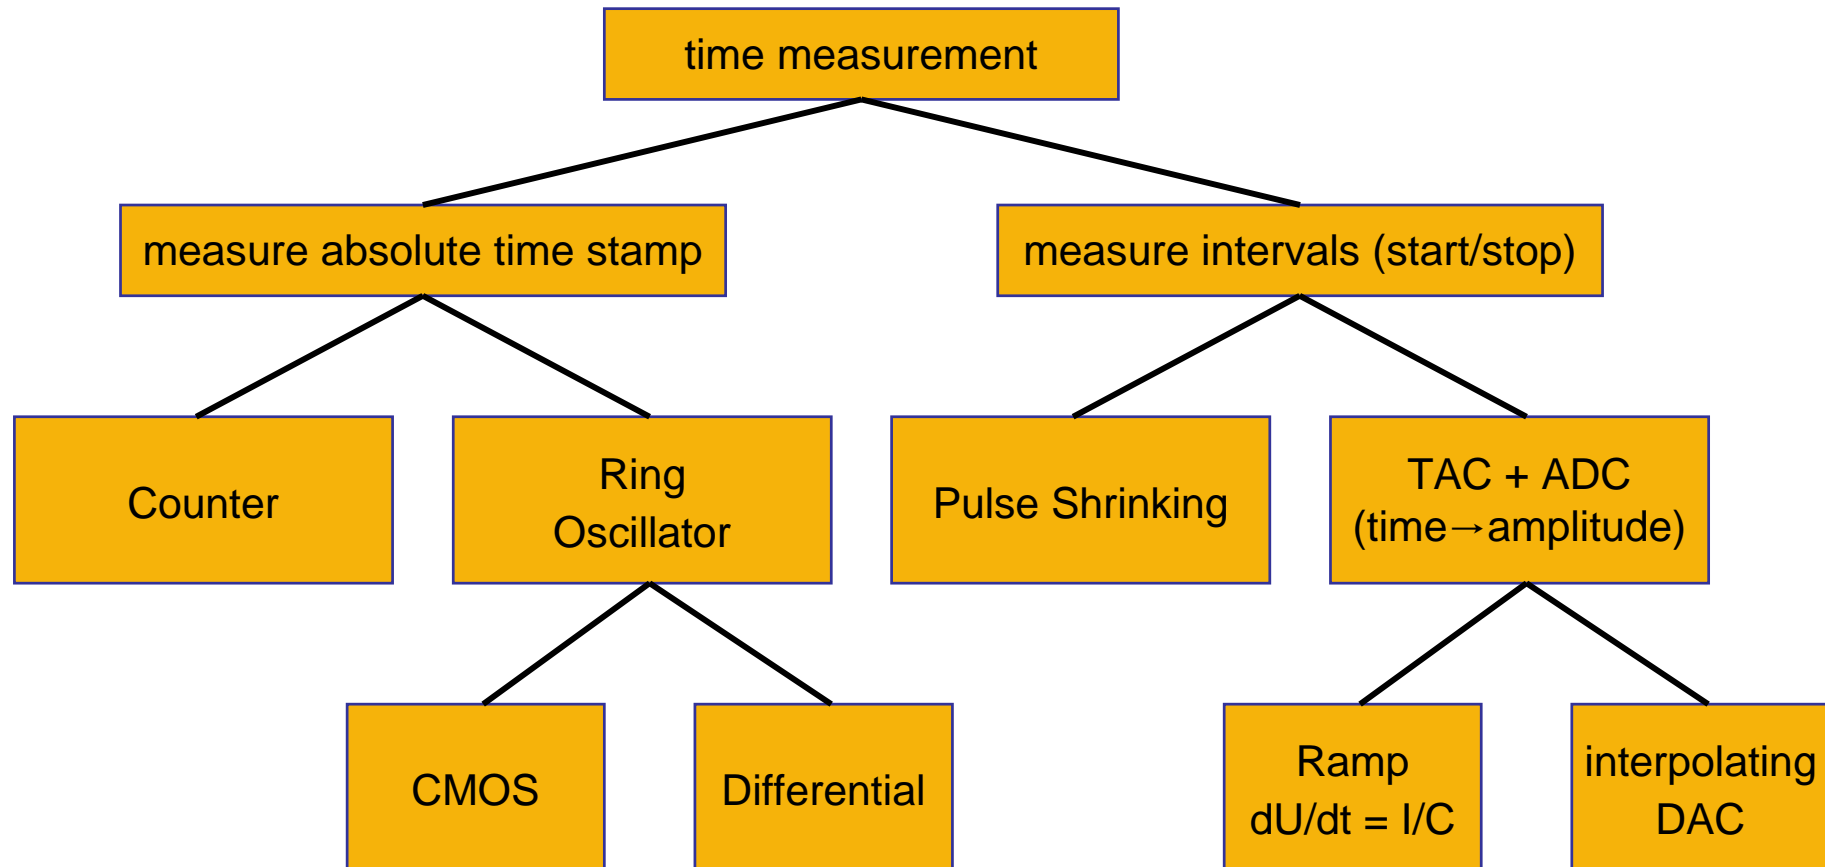 time measurement
measure absolute time stamp
measure intervals (start/stop)
Counter
Ring
Oscillator
Pulse Shrinking
TAC + ADC
(time→amplitude)
CMOS
Differential
Ramp
dU/dt = I/C
interpolating
DAC